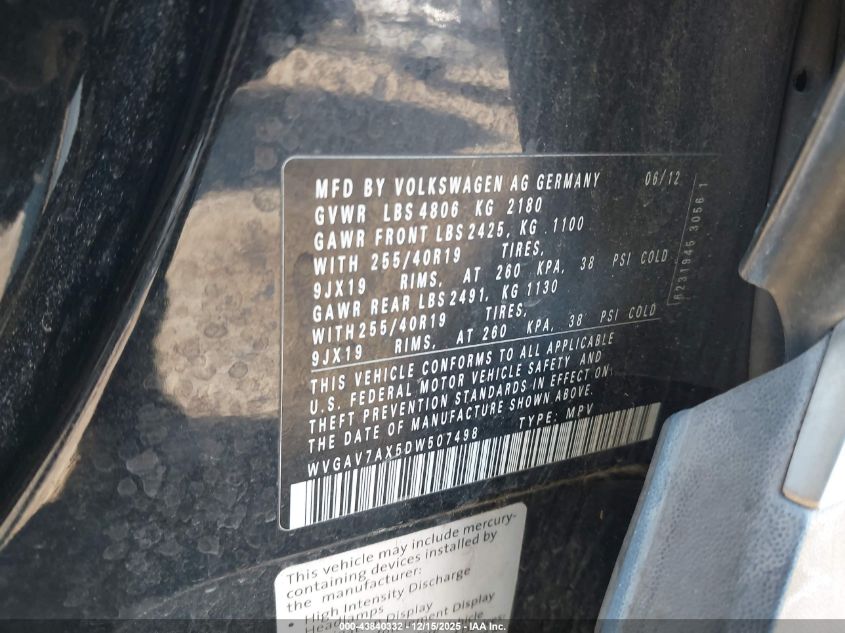 MFD BY VOLKSWAGEN AG GERMANY 06/12
GVWR LBS 4806 KG 2180
GAWR FRONT LBS 2425, KG 1100
WITH 255/40R19 TIRES,
9JX19 RIMS, AT 260 KPA, 38 PSI COLD
GAWR REAR LBS 2491, KG 1130
WITH 255/40R19 TIRES,
9JX19 RIMS, AT 260 KPA, 38 PSI COLD
THIS VEHICLE CONFORMS TO ALL APPLICABLE
U.S. FEDERAL MOTOR VEHICLE SAFETY AND
THEFT PREVENTION STANDARDS IN EFFECT ON
THE DATE OF MANUFACTURE SHOWN ABOVE.
WVGAV7AX5DW507498 TYPE: MPV
6231945 3056 1
This vehicle may include mercury-
containing devices installed by
the manufacturer:
• High Intensity Discharge
Display
Display
000-43840332 - 12/15/2025 - IAA Inc.